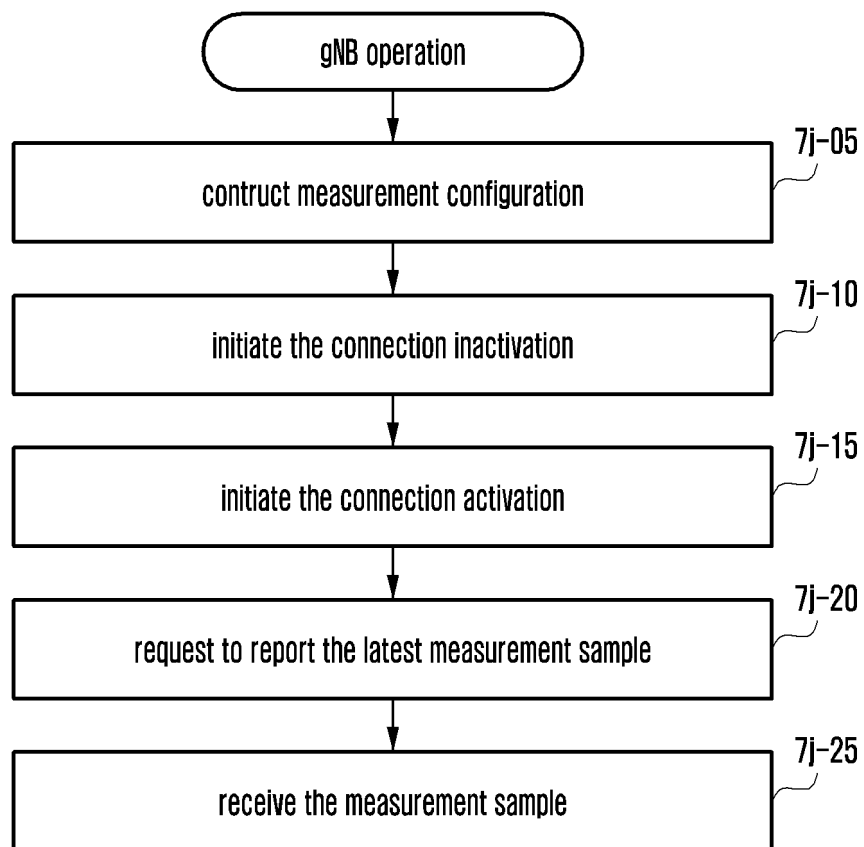 gNB operation
7j-05
contruct measurement configuration
7j-10
initiate the connection inactivation
7j-15
initiate the connection activation
7j-20
request to report the latest measurement sample
7j-25
receive the measurement sample